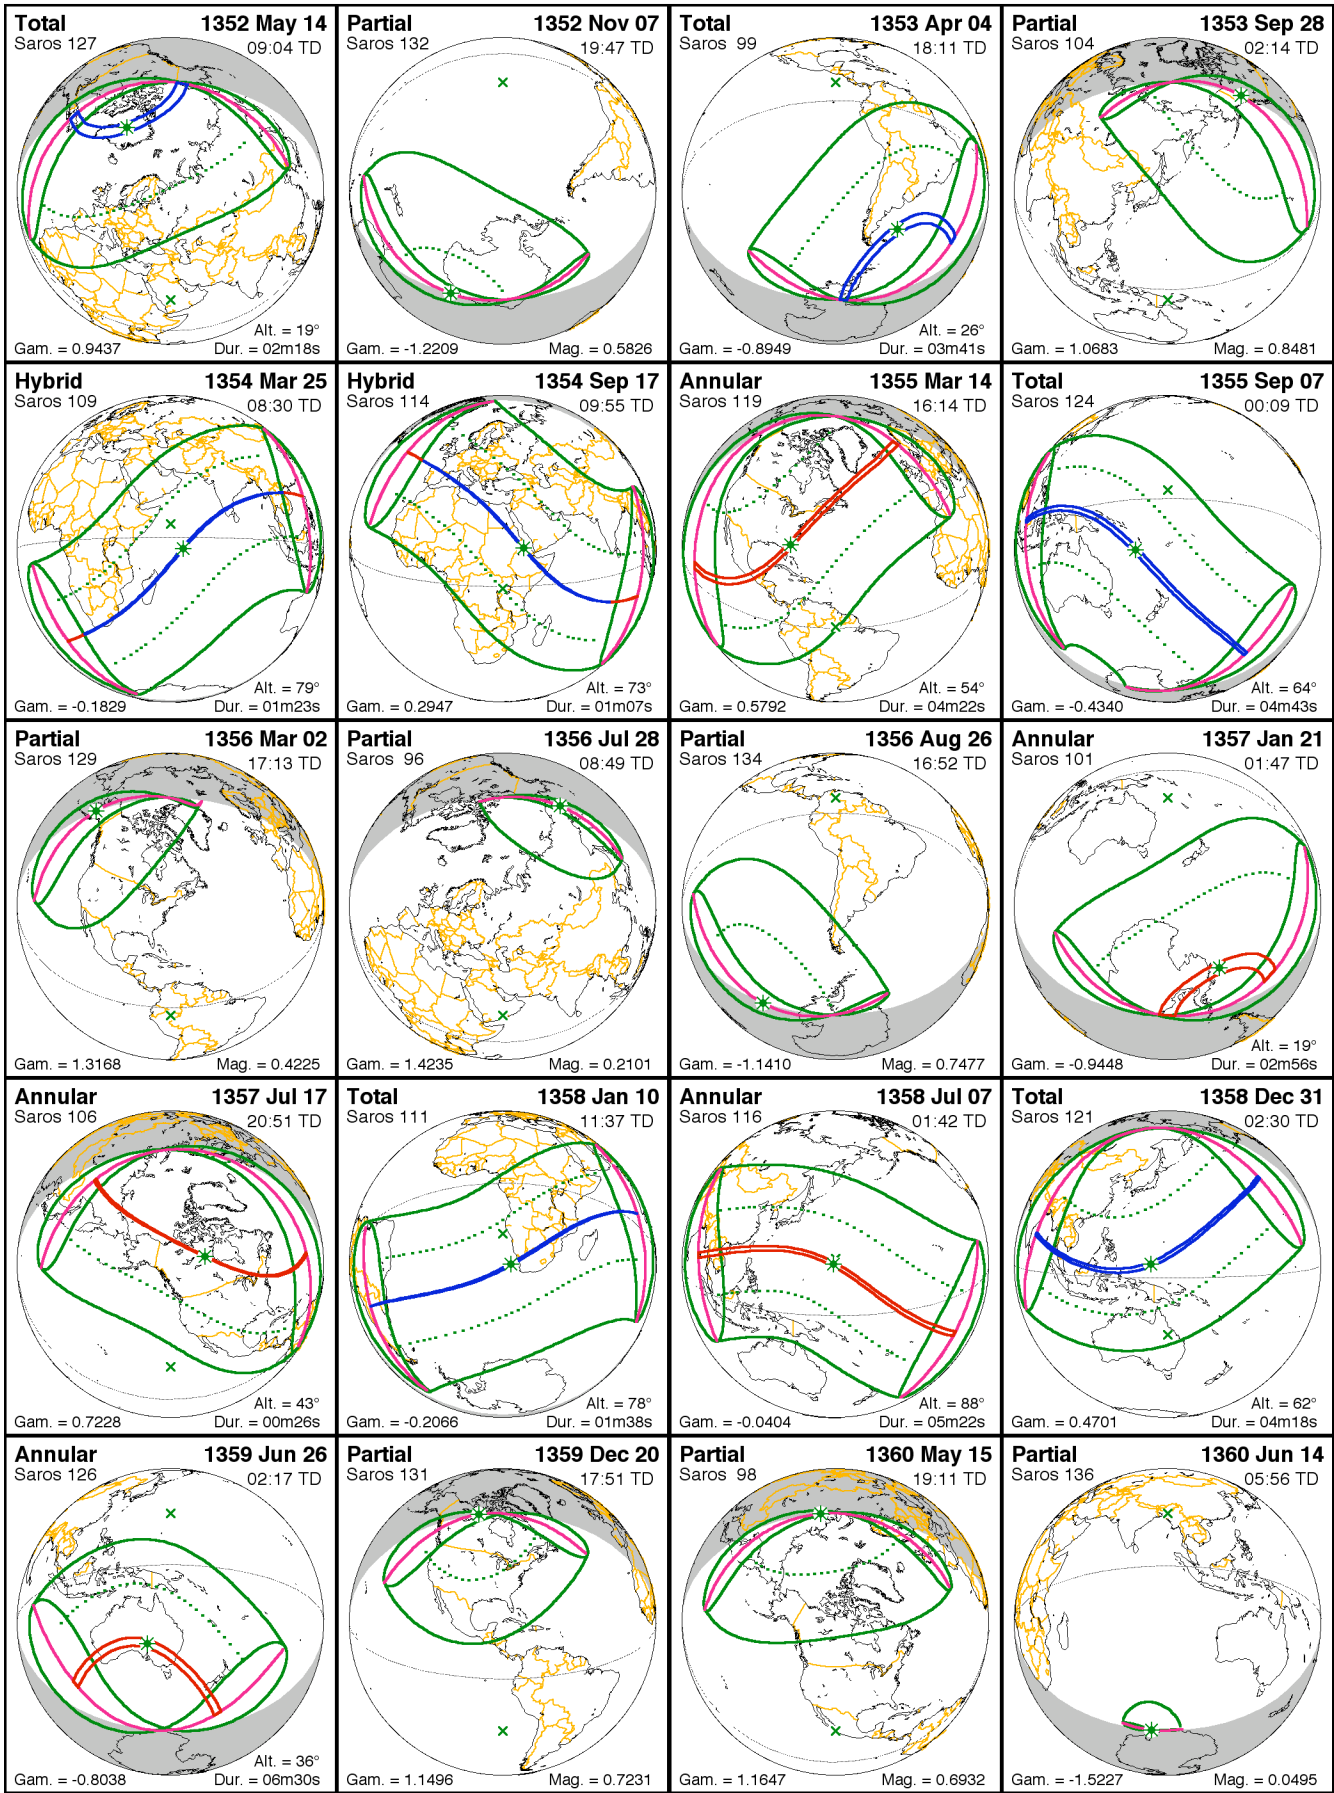 Total 1352 May 14
Saros 127 09:04 TD
Alt. = 19°
Gam. = 0.9437 Dur. = 02m18s
Partial 1352 Nov 07
Saros 132 19:47 TD
Gam. = -1.2209 Mag. = 0.5826
Total 1353 Apr 04
Saros 99 18:11 TD
Alt. = 26°
Gam. = -0.8949 Dur. = 03m41s
Partial 1353 Sep 28
Saros 104 02:14 TD
Gam. = 1.0683 Mag. = 0.8481
Hybrid 1354 Mar 25
Saros 109 08:30 TD
Alt. = 79°
Gam. = -0.1829 Dur. = 01m23s
Hybrid 1354 Sep 17
Saros 114 09:55 TD
Alt. = 73°
Gam. = 0.2947 Dur. = 01m07s
Annular 1355 Mar 14
Saros 119 16:14 TD
Alt. = 54°
Gam. = 0.5792 Dur. = 04m22s
Total 1355 Sep 07
Saros 124 00:09 TD
Alt. = 64°
Gam. = -0.4340 Dur. = 04m43s
Partial 1356 Mar 02
Saros 129 17:13 TD
Gam. = 1.3168 Mag. = 0.4225
Partial 1356 Jul 28
Saros 96 08:49 TD
Gam. = 1.4235 Mag. = 0.2101
Partial 1356 Aug 26
Saros 134 16:52 TD
Gam. = -1.1410 Mag. = 0.7477
Annular 1357 Jan 21
Saros 101 01:47 TD
Alt. = 19°
Gam. = -0.9448 Dur. = 02m56s
Annular 1357 Jul 17
Saros 106 20:51 TD
Alt. = 43°
Gam. = 0.7228 Dur. = 00m26s
Total 1358 Jan 10
Saros 111 11:37 TD
Alt. = 78°
Gam. = -0.2066 Dur. = 01m38s
Annular 1358 Jul 07
Saros 116 01:42 TD
Alt. = 88°
Gam. = -0.0404 Dur. = 05m22s
Total 1358 Dec 31
Saros 121 02:30 TD
Alt. = 62°
Gam. = 0.4701 Dur. = 04m18s
Annular 1359 Jun 26
Saros 126 02:17 TD
Alt. = 36°
Gam. = -0.8038 Dur. = 06m30s
Partial 1359 Dec 20
Saros 131 17:51 TD
Gam. = 1.1496 Mag. = 0.7231
Partial 1360 May 15
Saros 98 19:11 TD
Gam. = 1.1647 Mag. = 0.6932
Partial 1360 Jun 14
Saros 136 05:56 TD
Gam. = -1.5227 Mag. = 0.0495